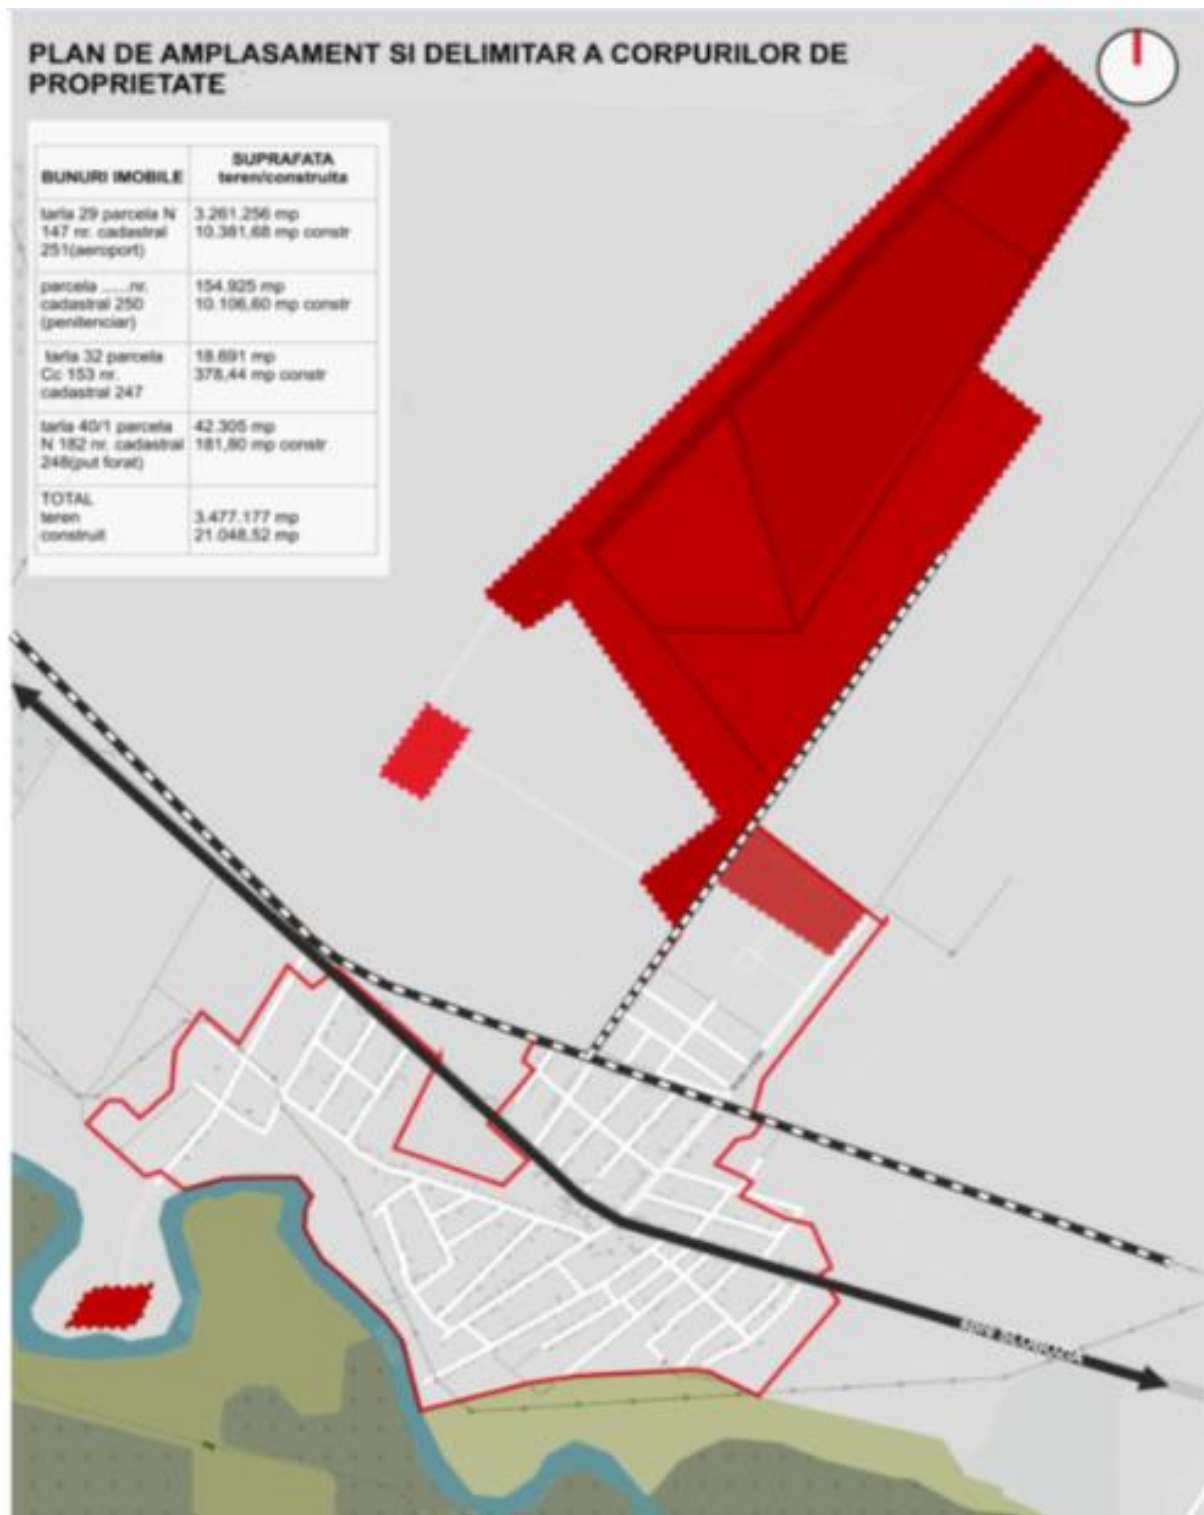 PLAN DE AMPLASAMENT SI DELIMITAR A CORPURILOR DE
PROPRIETATE
BUNURI IMOBILE
SUPRAFATA
teren/construita
tarla 29 parcela N
147 nr. cadastral
251(aeroport)
3.261.256 mp
10.381,68 mp constr
parcela ......nr.
cadastral 250
(penitenciar)
154.925 mp
10.106,60 mp constr
tarla 32 parcela
Cc 153 nr.
cadastral 247
18.691 mp
378,44 mp constr
tarla 40/1 parcela
N 182 nr. cadastral
248(put forat)
42.305 mp
181,80 mp constr
TOTAL
teren
construit
3.477.177 mp
21.048,52 mp
spre SLOBOZIA